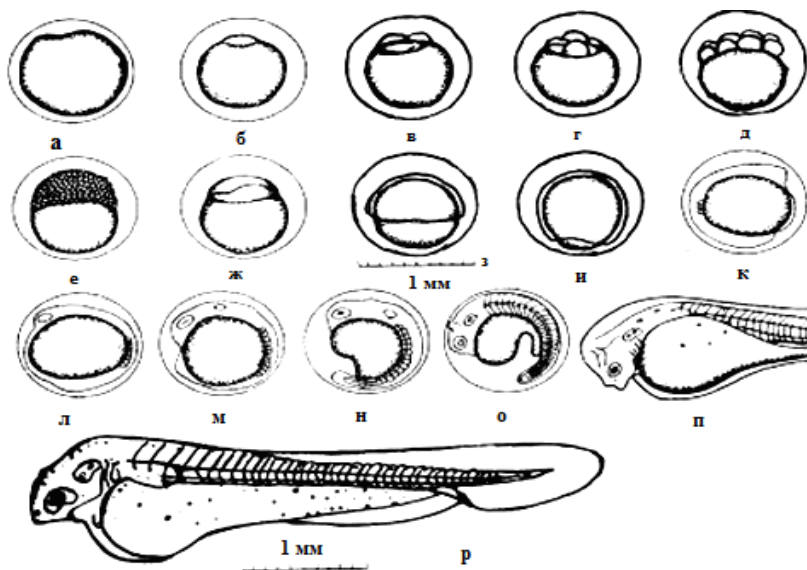 а б в г д
е ж з и к
1 мм
л м н о п
1 мм р